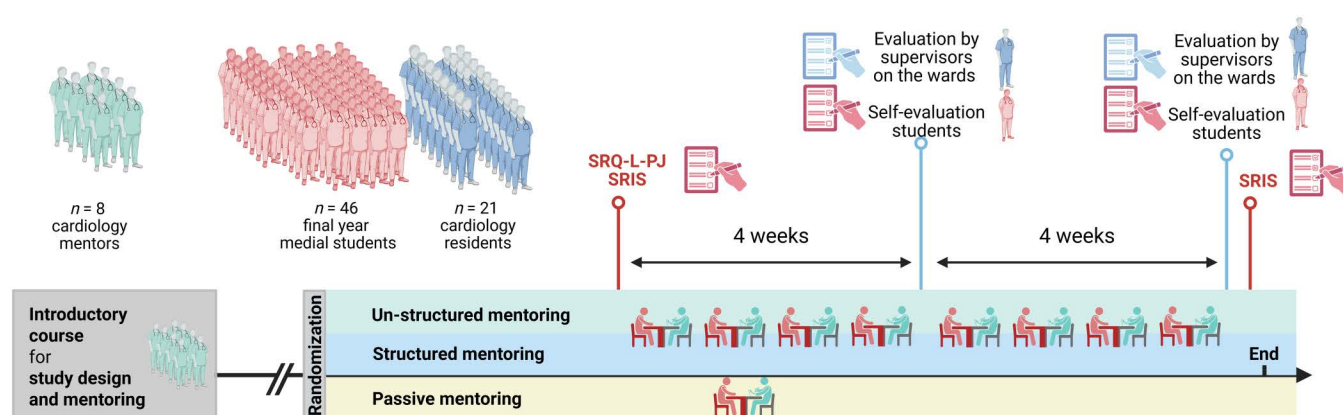 n = 8
cardiology
mentors
n = 46
final year
medial students
n = 21
cardiology
residents
SRQ-L-PJ
SRIS
Evaluation by
supervisors
on the wards
Self-evaluation
students
Evaluation by
supervisors
on the wards
Self-evaluation
students
SRIS
4 weeks
4 weeks
Introductory
course
for
study design
and mentoring
Randomization
Un-structured mentoring
Structured mentoring
Passive mentoring
End